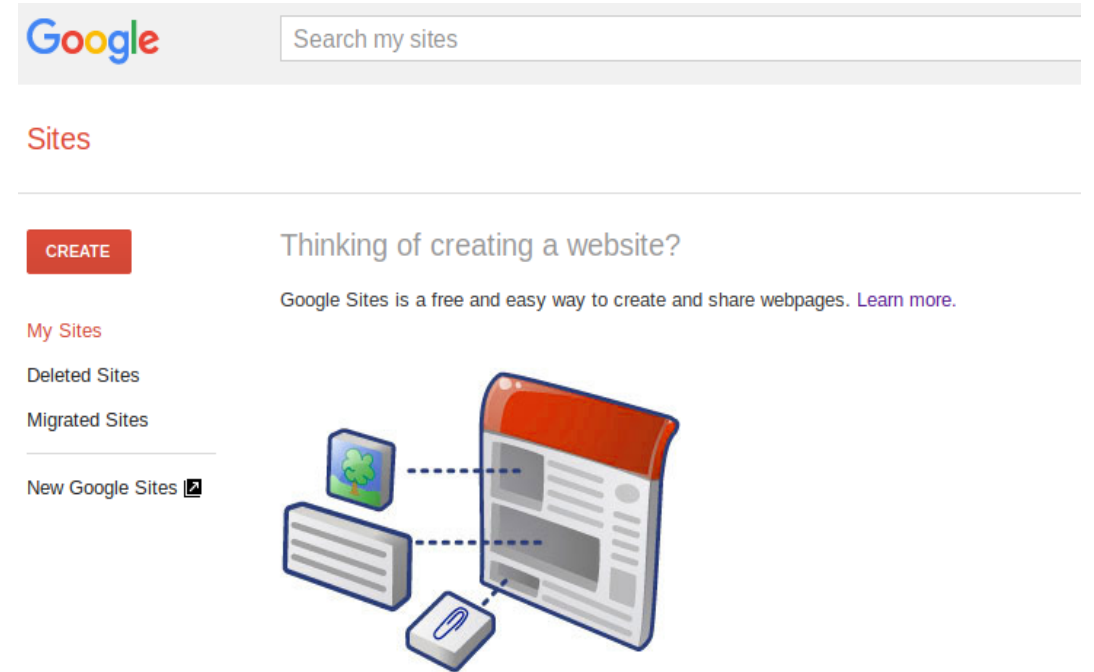 Google
Search my sites
Sites
CREATE
My Sites
Deleted Sites
Migrated Sites
New Google Sites
Thinking of creating a website?
Google Sites is a free and easy way to create and share webpages. Learn more.